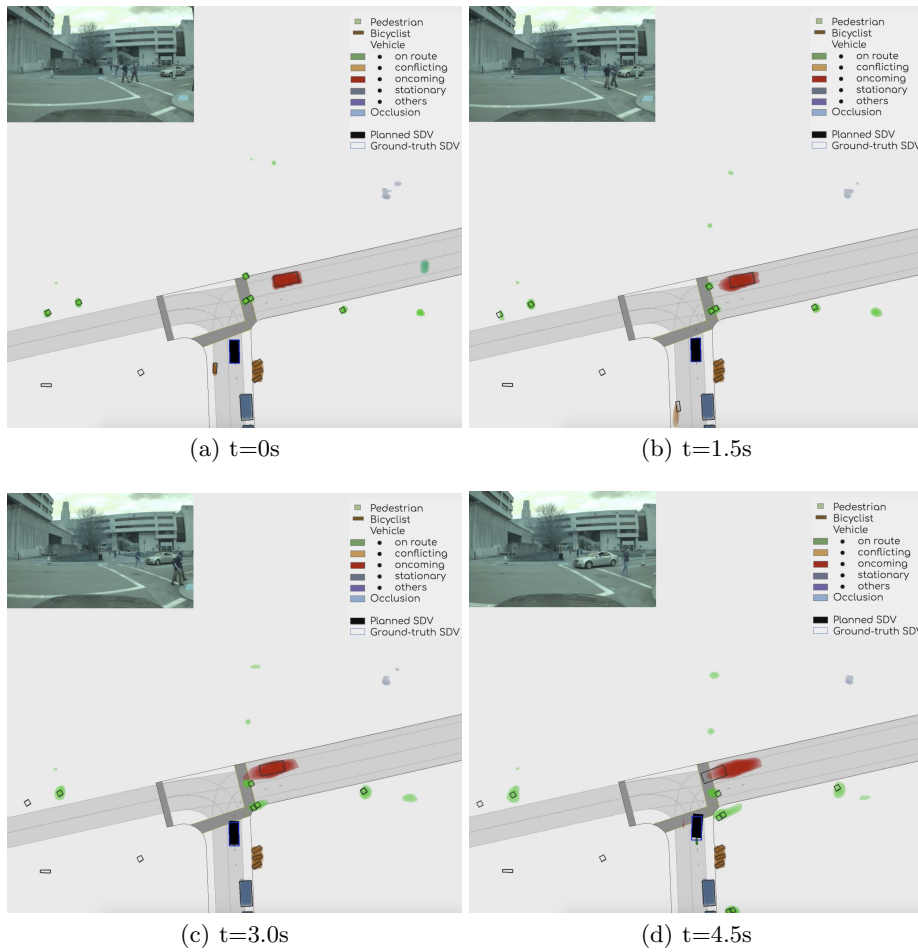 Pedestrian
Bicyclist
Vehicle
• on route
• conflicting
• oncoming
• stationary
• others
Occlusion
Planned SDV
Ground-truth SDV
(a) t=0s
Pedestrian
Bicyclist
Vehicle
• on route
• conflicting
• oncoming
• stationary
• others
Occlusion
Planned SDV
Ground-truth SDV
(b) t=1.5s
Pedestrian
Bicyclist
Vehicle
• on route
• conflicting
• oncoming
• stationary
• others
Occlusion
Planned SDV
Ground-truth SDV
(c) t=3.0s
Pedestrian
Bicyclist
Vehicle
• on route
• conflicting
• oncoming
• stationary
• others
Occlusion
Planned SDV
Ground-truth SDV
(d) t=4.5s